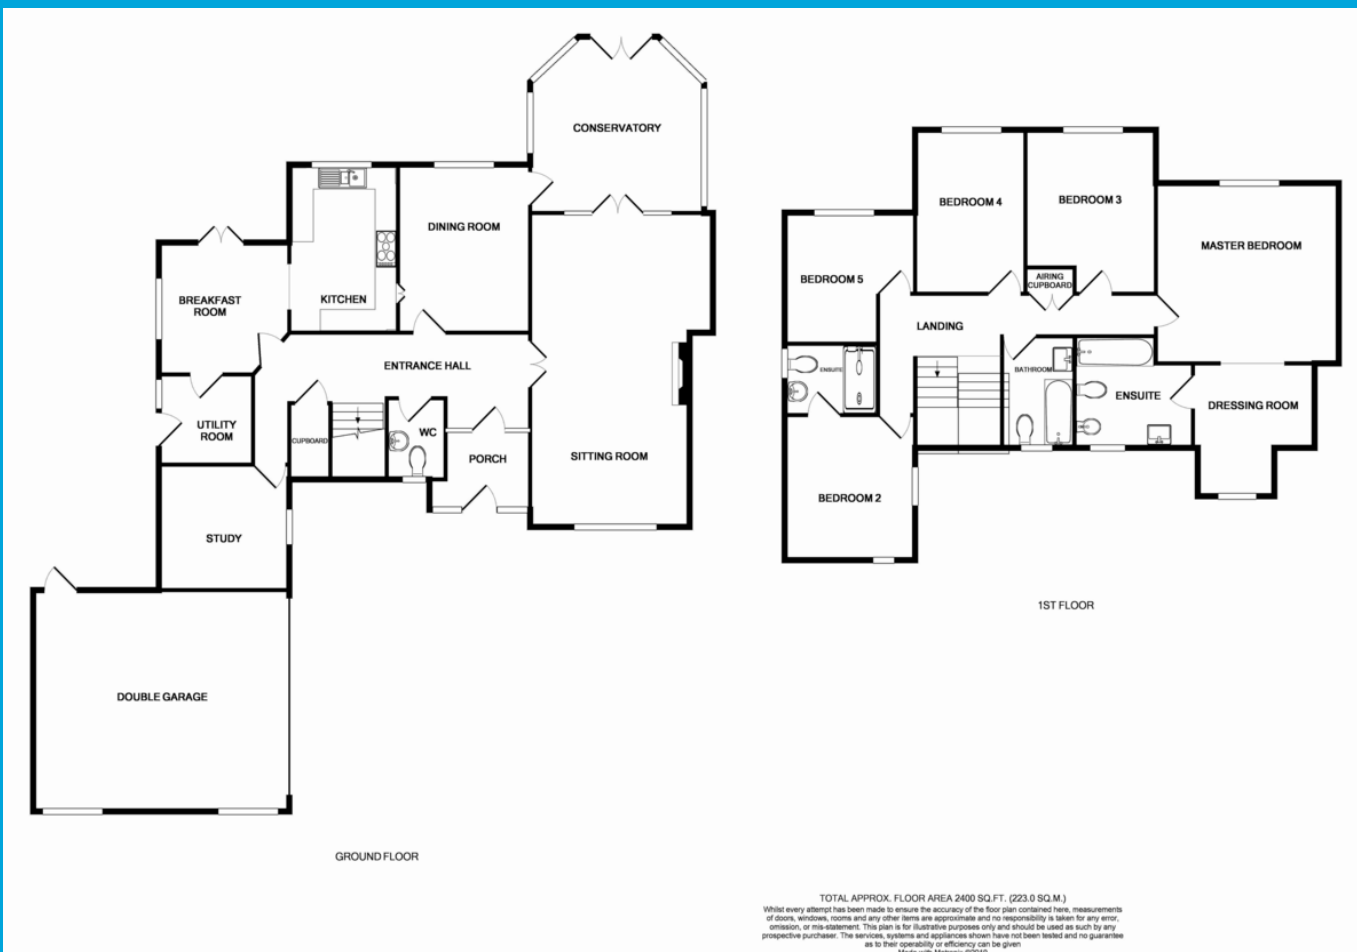 CONSERVATORY
DINING ROOM
KITCHEN
BREAKFAST
ROOM
ENTRANCE HALL
UTILITY
ROOM
CUPBOARD
WC
PORCH
SITTING ROOM
STUDY
DOUBLE GARAGE
GROUND FLOOR
BEDROOM 4
BEDROOM 3
MASTER BEDROOM
BEDROOM 5
AIRING
CUPBOARD
LANDING
ENSUITE
BATHROOM
ENSUITE
DRESSING ROOM
BEDROOM 2
1ST FLOOR
TOTAL APPROX. FLOOR AREA 2400 SQ.FT. (223.0 SQ.M.)
Whilst every attempt has been made to ensure the accuracy of the floor plan contained here, measurements
of doors, windows, rooms and any other items are approximate and no responsibility is taken for any error,
omission, or mis-statement. This plan is for illustrative purposes only and should be used as such by any
prospective purchaser. The services, systems and appliances shown have not been tested and no guarantee
as to their operability or efficiency can be given
Made with Metropix